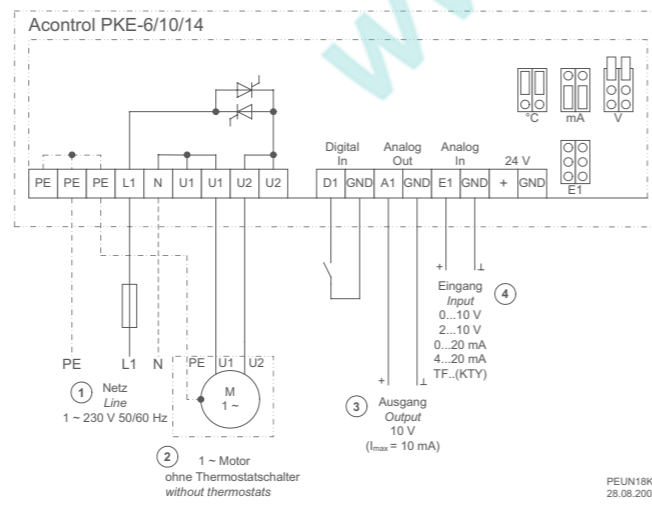 Acontrol PKE-6/10/14
°C mA V
Digital In
Analog Out
Analog In
24 V
E1
PE PE PE L1 N U1 U1 U2 U2
D1 GND A1 GND E1 GND + GND
+ ⊥
Eingang
Input
0...10 V
2...10 V
0...20 mA
4...20 mA
TF..(KTY)
4
PE L1 N
PE U1 U2
M
1 ~
1
Netz
Line
1 ~ 230 V 50/60 Hz
+ ⊥
3
Ausgang
Output
10 V
(Imax = 10 mA)
2
1 ~ Motor
ohne Thermostatschalter
without thermostats
PEUN18K
28.08.200